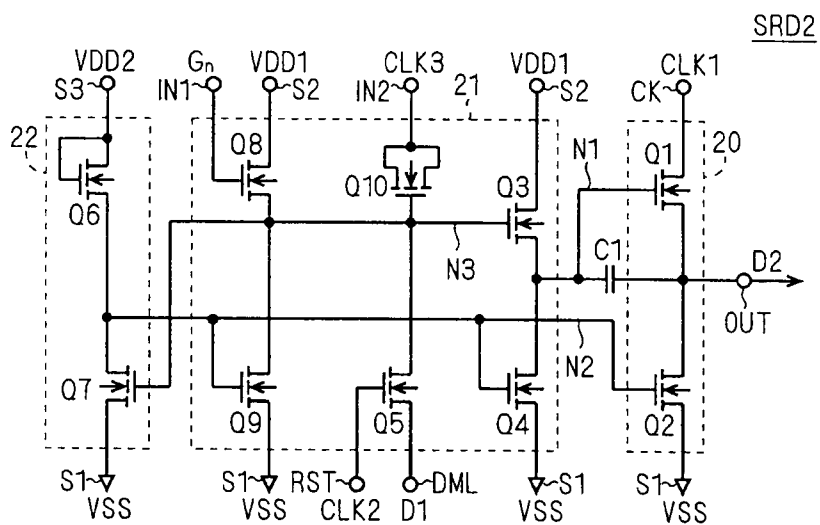 SRD2
VDD2 Gn VDD1 CLK3 VDD1 CLK1
S3 IN1 S2 IN2 21 S2 CK
22 Q8 Q1 20
Q6 Q10 Q3 N1
N3 C1 D2
N2 OUT
Q7 Q9 Q5 Q4 Q2
S1 S1 RST DML S1 S1
VSS VSS CLK2 D1 VSS VSS